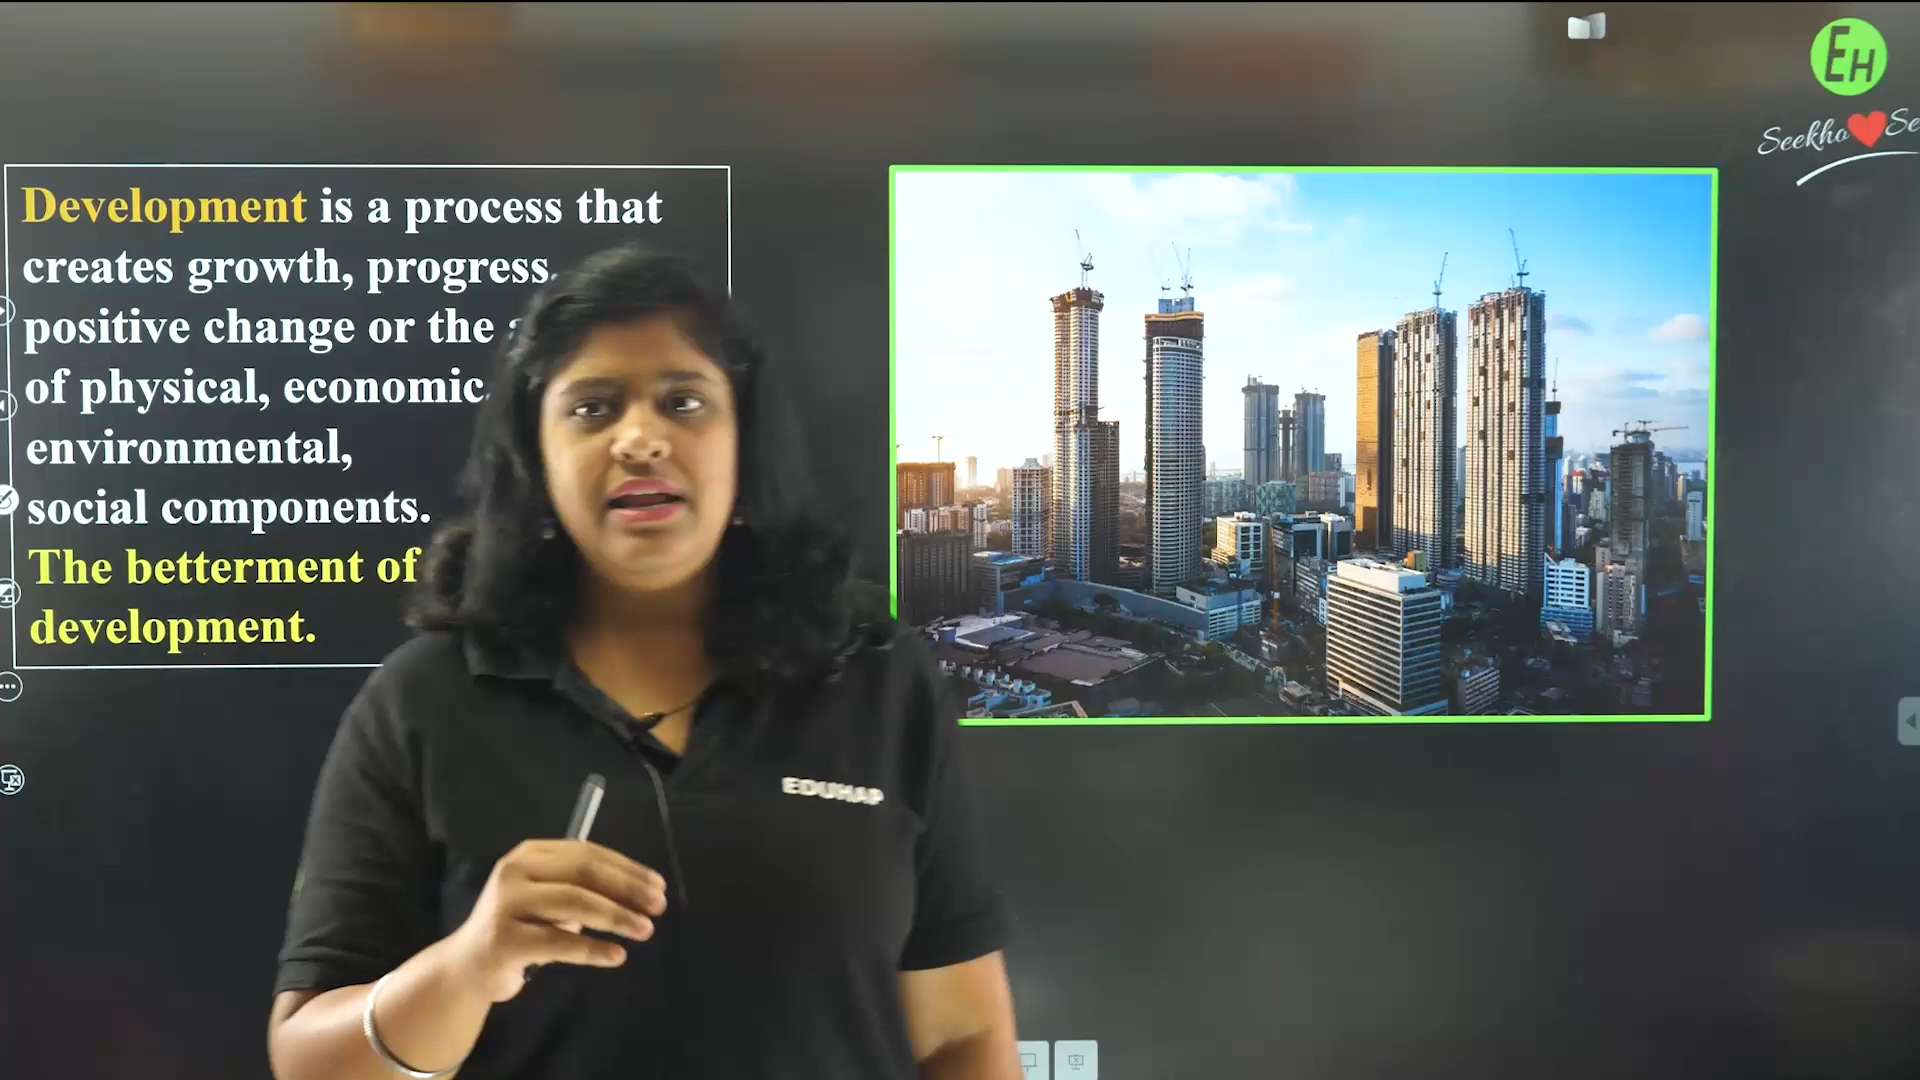 EH
Seekho ❤ Se
Development is a process that
creates growth, progress,
positive change or the
of physical, economic,
environmental,
social components.
The betterment of
development.
EDUHAP